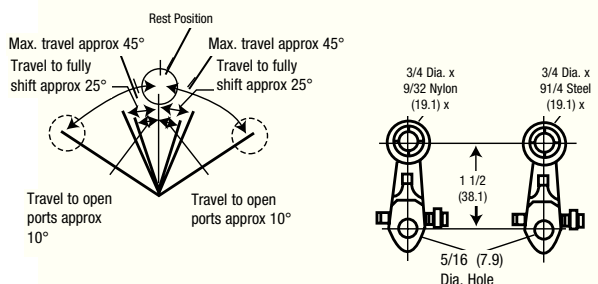 Rest Position
Max. travel approx 45°
Travel to fully
shift approx 25°
Max. travel approx 45°
Travel to fully
shift approx 25°
Travel to open
ports approx
10°
Travel to open
ports approx 10°
3/4 Dia. x
9/32 Nylon
(19.1) x
3/4 Dia. x
91/4 Steel
(19.1) x
1 1/2
(38.1)
5/16 (7.9)
Dia. Hole